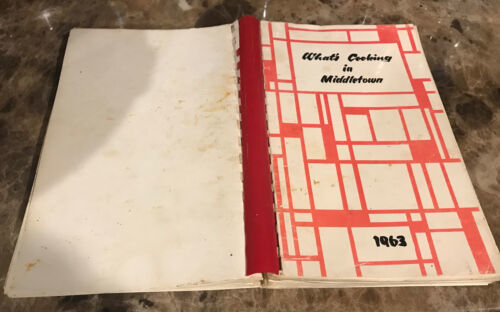 What's Cooking
in
Middletown
1963